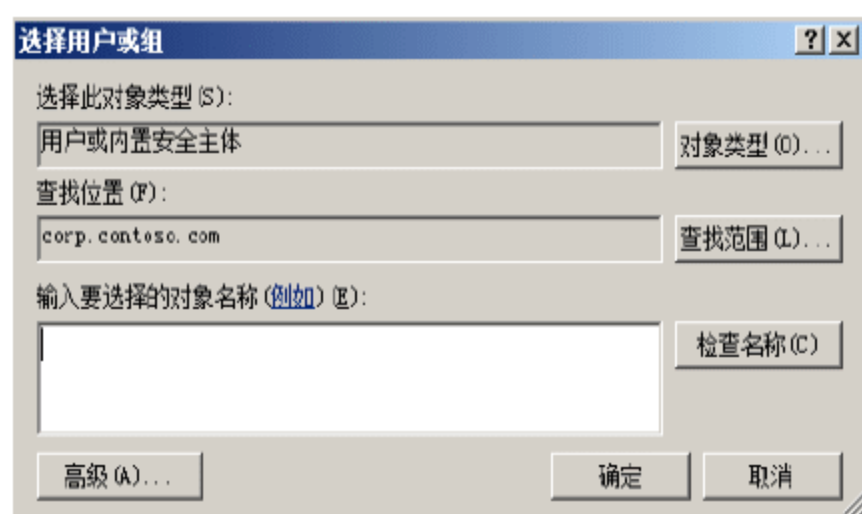 选择用户或组
选择此对象类型(S):
用户或内置安全主体
对象类型(O)...
查找位置(F):
corp.contoso.com
查找范围(L)...
输入要选择的对象名称(例如)(E):
检查名称(C)
高级(A)...
确定
取消